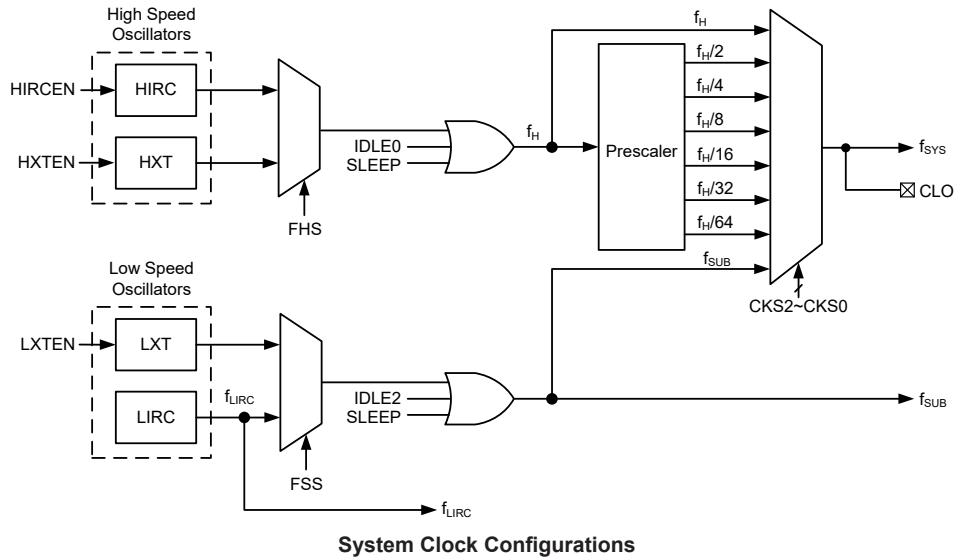 High Speed
Oscillators
HIRCEN
HIRC
HXTEN
HXT
FHS
IDLE0
SLEEP
fH
fH
Prescaler
fH/2
fH/4
fH/8
fH/16
fH/32
fH/64
fSUB
CKS2~CKS0
fSYS
CLO
Low Speed
Oscillators
LXTEN
LXT
LIRC
fLIRC
FSS
IDLE2
SLEEP
fSUB
fLIRC
System Clock Configurations